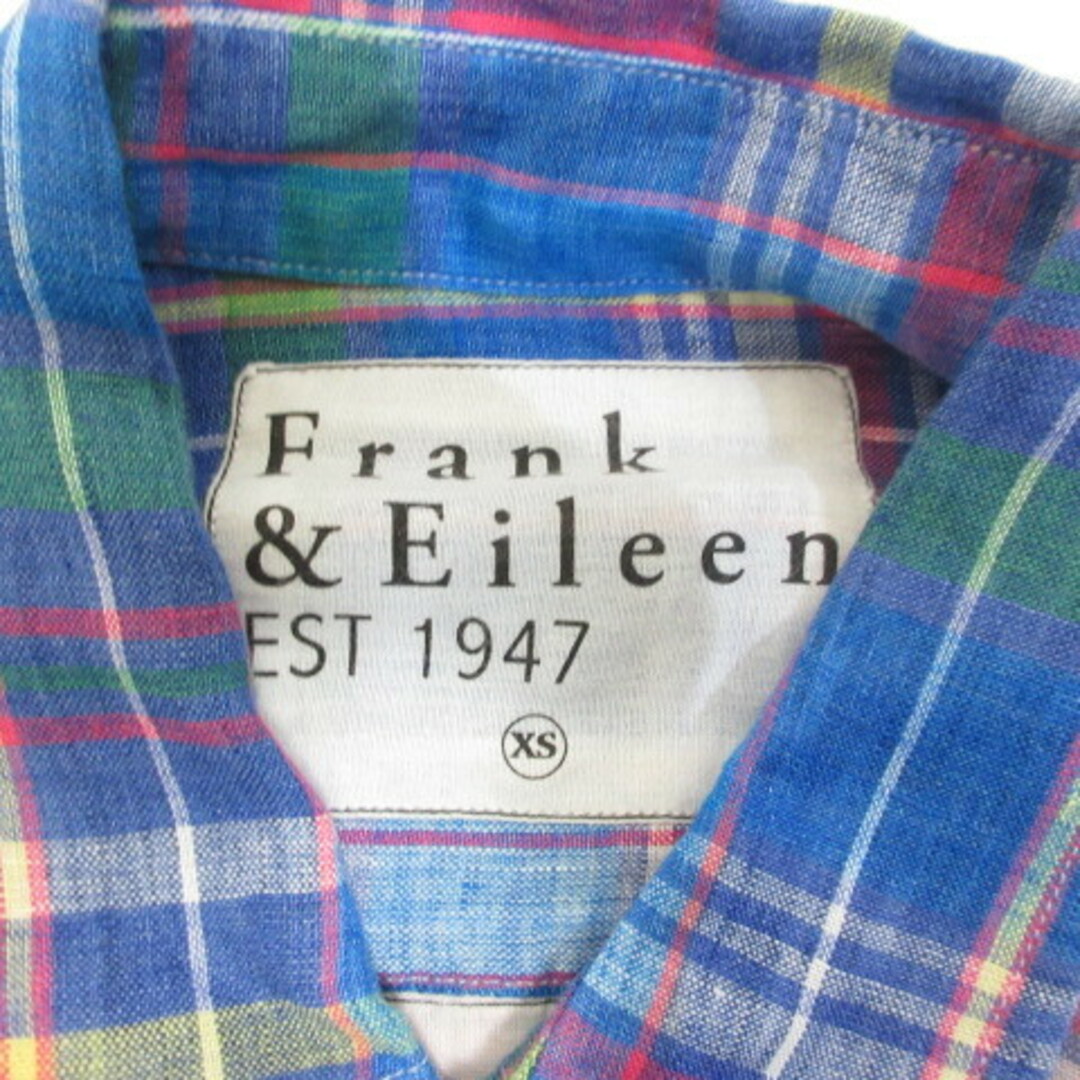 Frank
& Eileen
EST 1947
XS